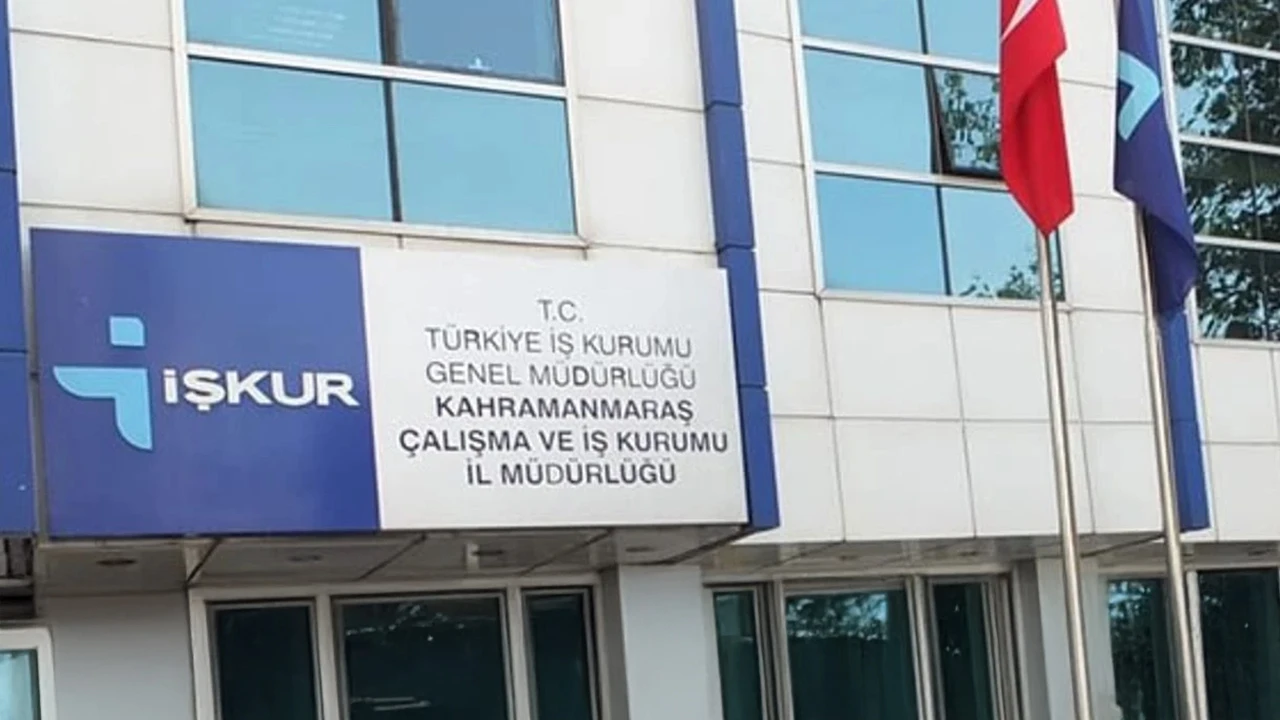 İŞKUR
T.C.
TÜRKİYE İŞ KURUMU
GENEL MÜDÜRLÜĞÜ
KAHRAMANMARAŞ
ÇALIŞMA VE İŞ KURUMU
İL MÜDÜRLÜĞÜ